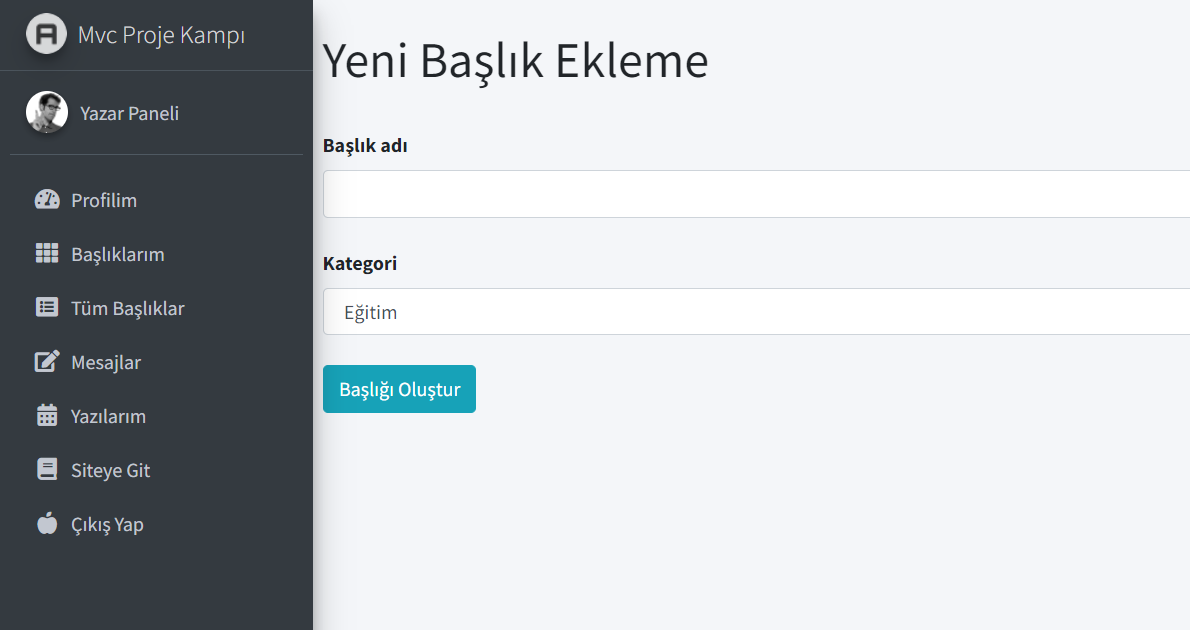 Mvc Proje Kampı
Yazar Paneli
Profilim
Başlıklarım
Tüm Başlıklar
Mesajlar
Yazılarım
Siteye Git
Çıkış Yap
Yeni Başlık Ekleme
Başlık adı
Kategori
Eğitim
Başlığı Oluştur